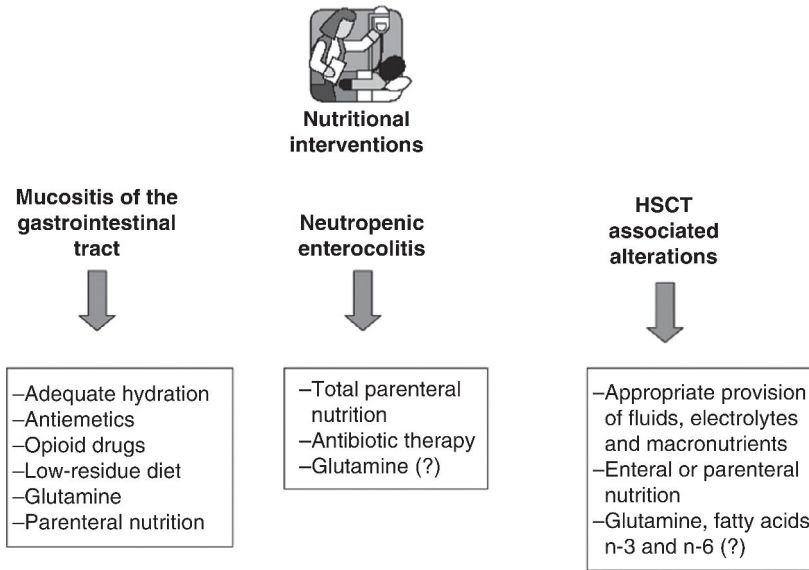 Nutritional
interventions
Mucositis of the
gastrointestinal
tract
Neutropenic
enterocolitis
HSCT
associated
alterations
–Adequate hydration
–Antiemetics
–Opioid drugs
–Low-residue diet
–Glutamine
–Parenteral nutrition
–Total parenteral
nutrition
–Antibiotic therapy
–Glutamine (?)
–Appropriate provision
of fluids, electrolytes
and macronutrients
–Enteral or parenteral
nutrition
–Glutamine, fatty acids
n-3 and n-6 (?)